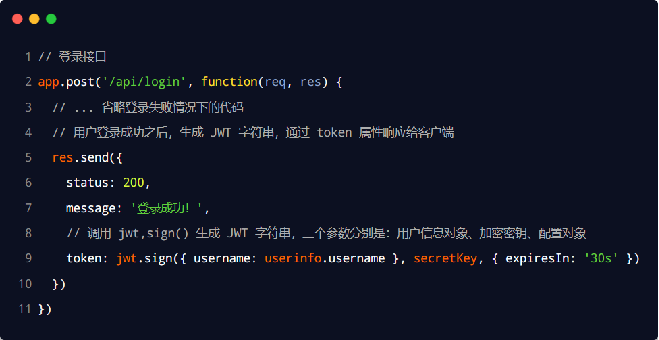 1 // 登录接口
2 app.post('/api/login', function(req, res) {
3   // ... 省略登录失败情况下的代码
4   // 用户登录成功之后，生成 JWT 字符串，通过 token 属性响应给客户端
5   res.send({
6     status: 200,
7     message: '登录成功！',
8     // 调用 jwt.sign() 生成 JWT 字符串，三个参数分别是：用户信息对象、加密密钥、配置对象
9     token: jwt.sign({ username: userinfo.username }, secretKey, { expiresIn: '30s' })
10   })
11 })